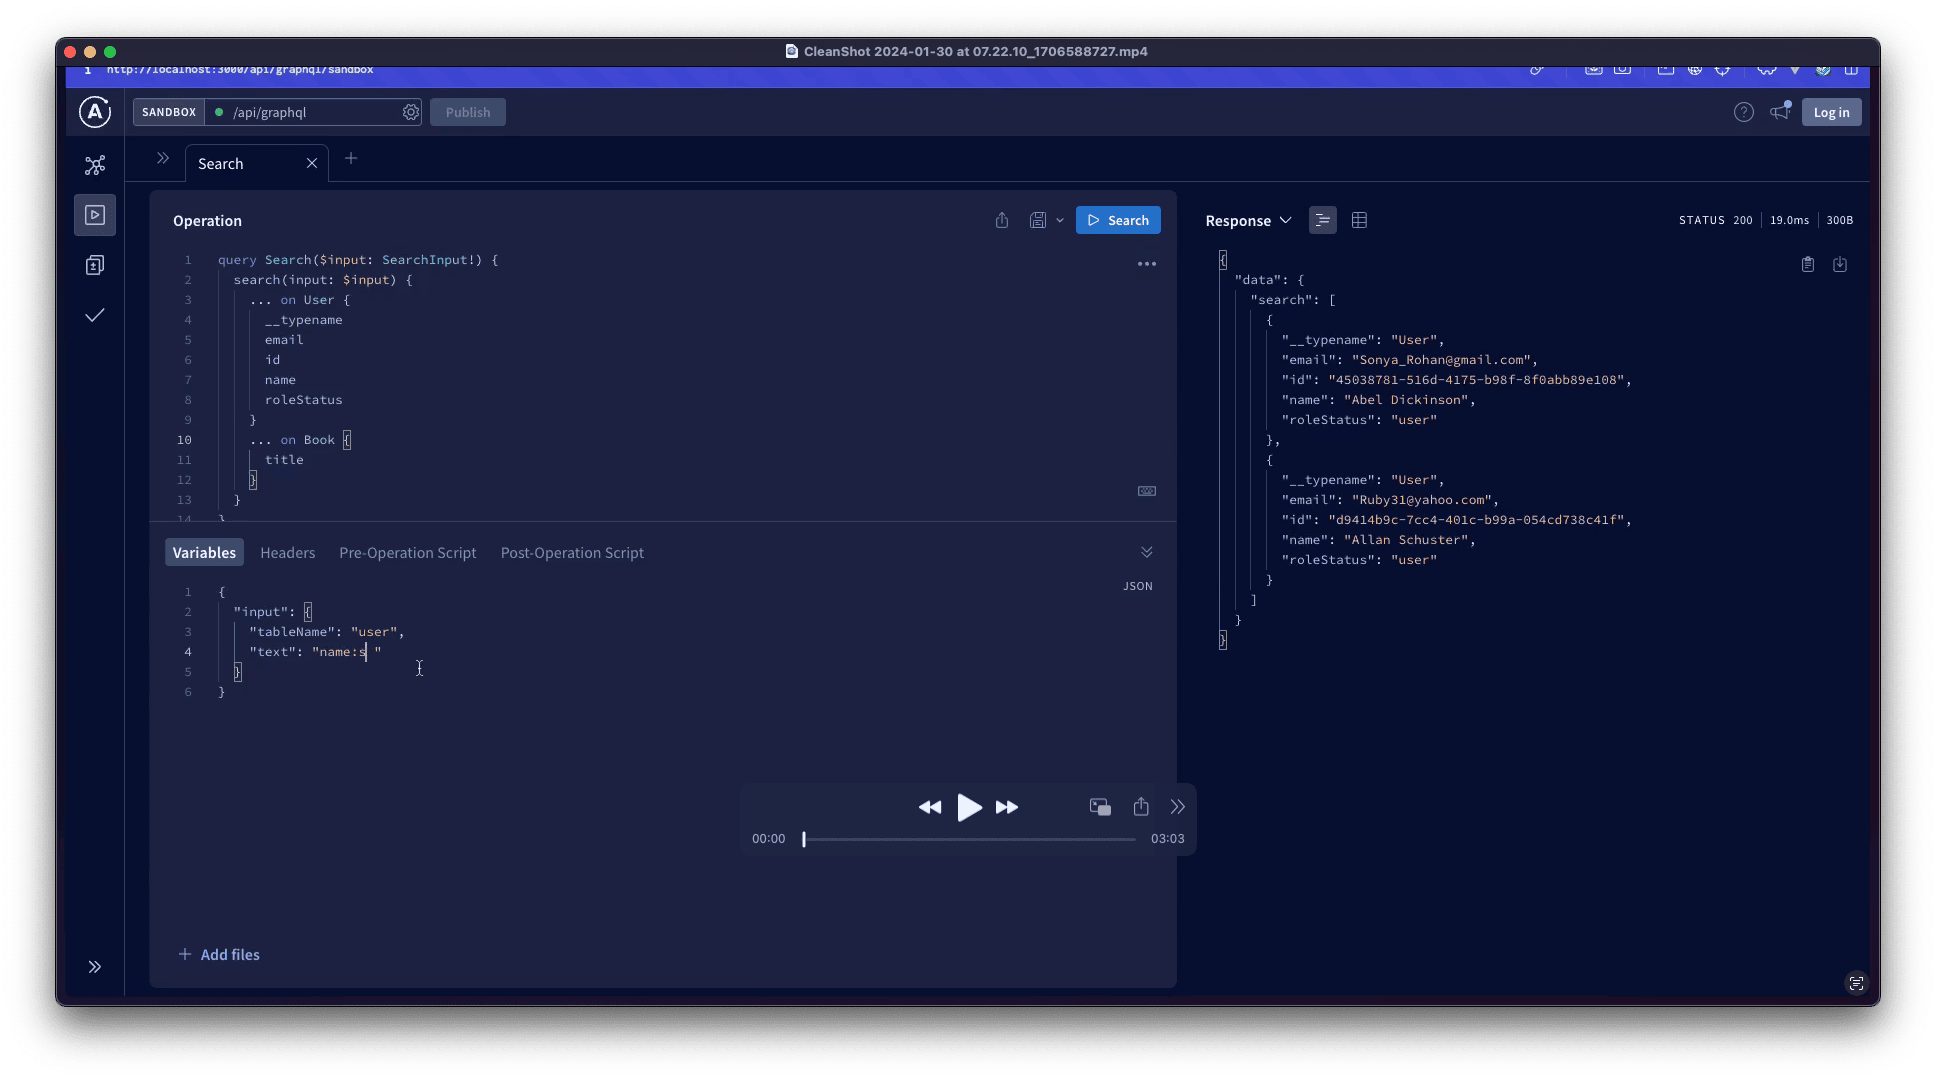 CleanShot 2024-01-30 at 07.22.10_1706588727.mp4
http://localhost:3000/api/graphql/sandbox
SANDBOX /api/graphql Publish
Log in
Search
Operation
Search
1 query Search($input: SearchInput!) {
2 search(input: $input) {
3 ... on User {
4 __typename
5 email
6 id
7 name
8 roleStatus
9 }
10 ... on Book {
11 title
12 }
13 }
14 }
Variables Headers Pre-Operation Script Post-Operation Script
JSON
1 {
2 "input": {
3 "tableName": "user",
4 "text": "name:s "
5 }
6 }
Add files
Response STATUS 200 19.0ms 300B
{
"data": {
"search": [
{
"__typename": "User",
"email": "Sonya_Rohan@gmail.com",
"id": "45038781-516d-4175-b98f-8f0abb89e108",
"name": "Abel Dickinson",
"roleStatus": "user"
},
{
"__typename": "User",
"email": "Ruby31@yahoo.com",
"id": "d9414b9c-7cc4-401c-b99a-054cd738c41f",
"name": "Allan Schuster",
"roleStatus": "user"
}
]
}
}
00:00 03:03